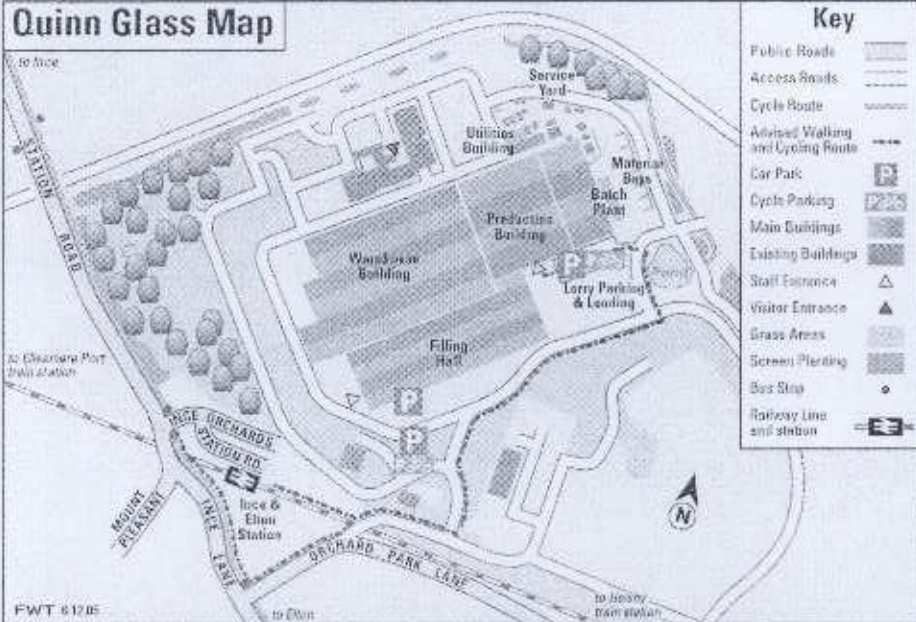 Quinn Glass Map
to Ince
STATION ROAD
Service
Yard
Utilities
Building
Material
Bays
Batch
Plant
Production
Building
Warehouse
Building
P
Lorry Parking
& Loading
Filling
Hall
to Ellesmere Port
train station
P
P
INCE ORCHARDS
STATION RD.
MOUNT
PLEASANT
INCE LANE
Ince &
Elton
Station
ORCHARD PARK LANE
N
to Helsby
train station
to Elton
FWT 6.12.05
Key
Public Roads
Access Roads
Cycle Route
Advised Walking
and Cycling Route
Car Park
P
Cycle Parking
Main Buildings
Existing Buildings
Staff Entrance
Visitor Entrance
Grass Areas
Screen Planting
Bus Stop
Railway Line
and station